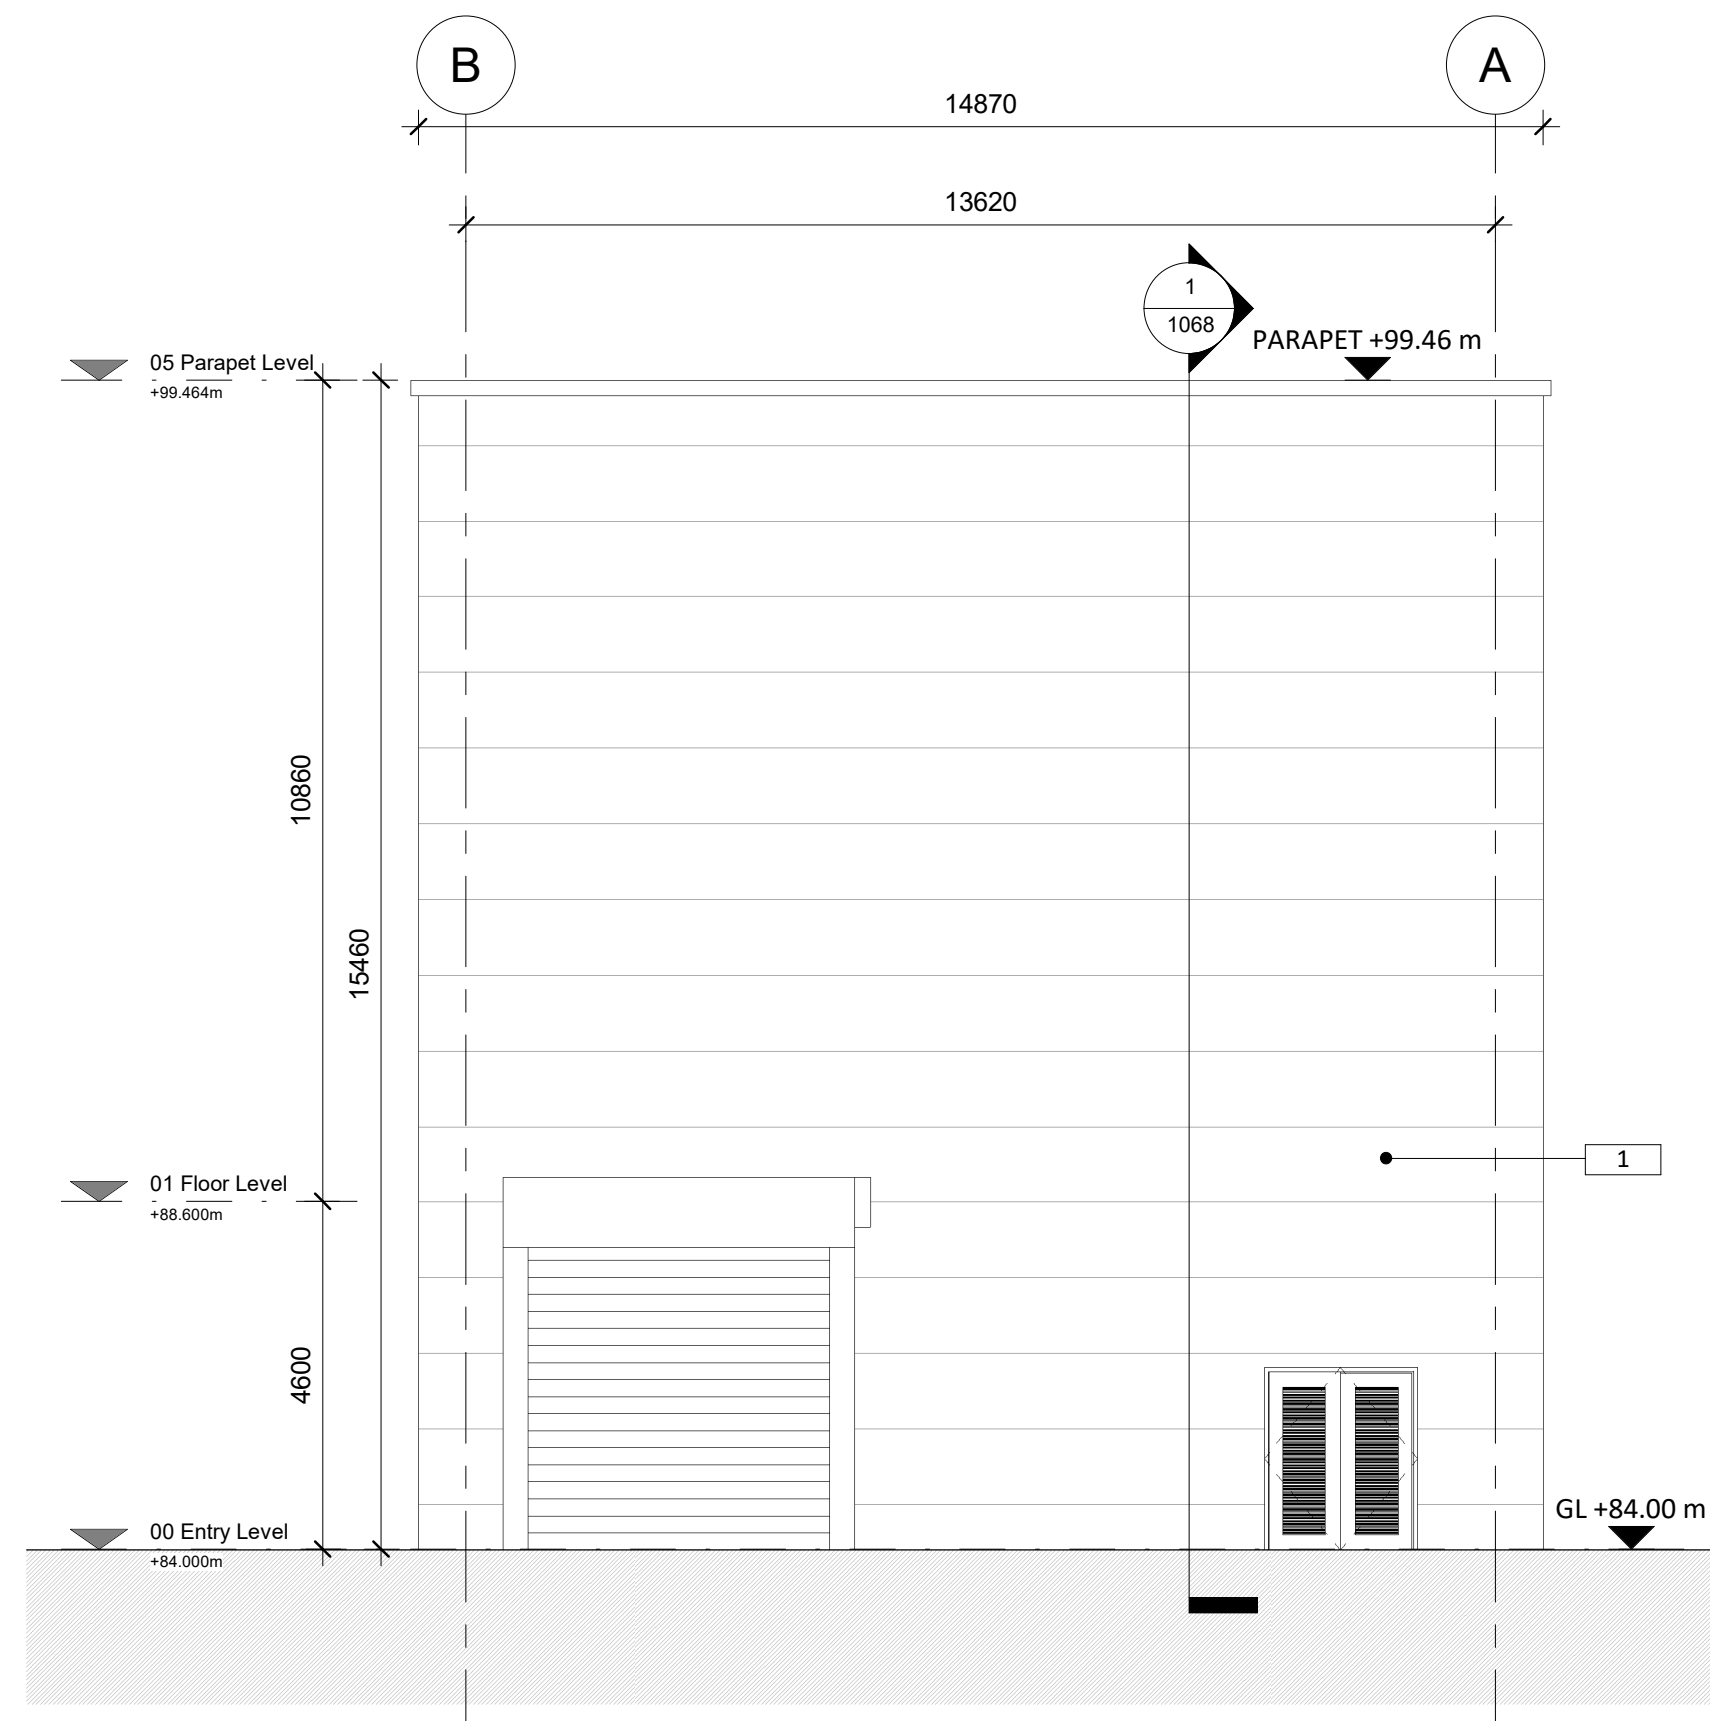 B
A
14870
13620
1
1068
PARAPET +99.46 m
05 Parapet Level
+99.464m
10860
15460
1
01 Floor Level
+88.600m
4600
GL +84.00 m
00 Entry Level
+84.000m